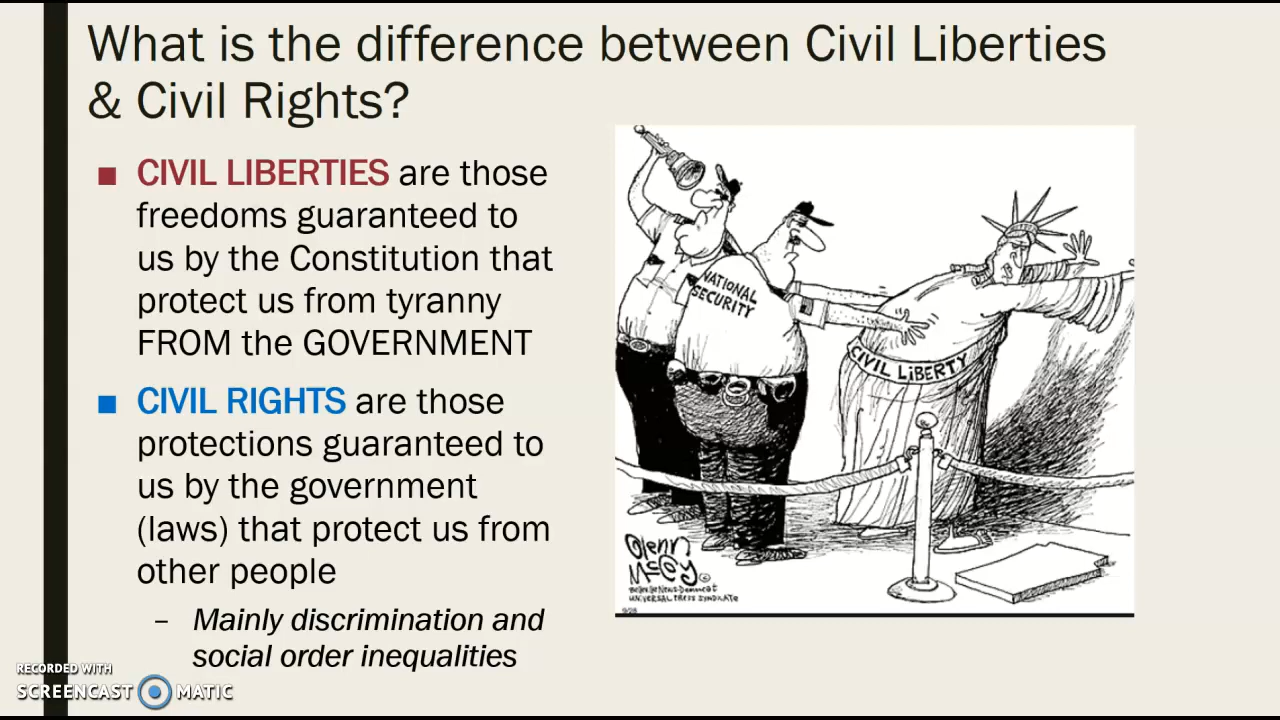 What is the difference between Civil Liberties
& Civil Rights?
■ CIVIL LIBERTIES are those
freedoms guaranteed to
us by the Constitution that
protect us from tyranny
FROM the GOVERNMENT
■ CIVIL RIGHTS are those
protections guaranteed to
us by the government
(laws) that protect us from
other people
– Mainly discrimination and
social order inequalities
NATIONAL
SECURITY
CIVIL LIBERTY
Glenn
McCoy ©
UNIVERSAL PRESS SYNDICATE
RECORDED WITH
SCREENCAST MATIC